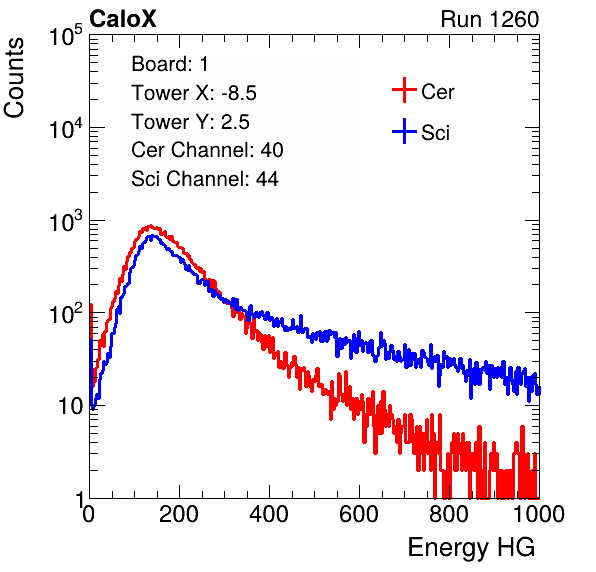 CaloX Run 1260
Counts
10^5
10^4
10^3
10^2
10
1
Board: 1
Tower X: -8.5
Tower Y: 2.5
Cer Channel: 40
Sci Channel: 44
Cer
Sci
0 200 400 600 800 1000
Energy HG